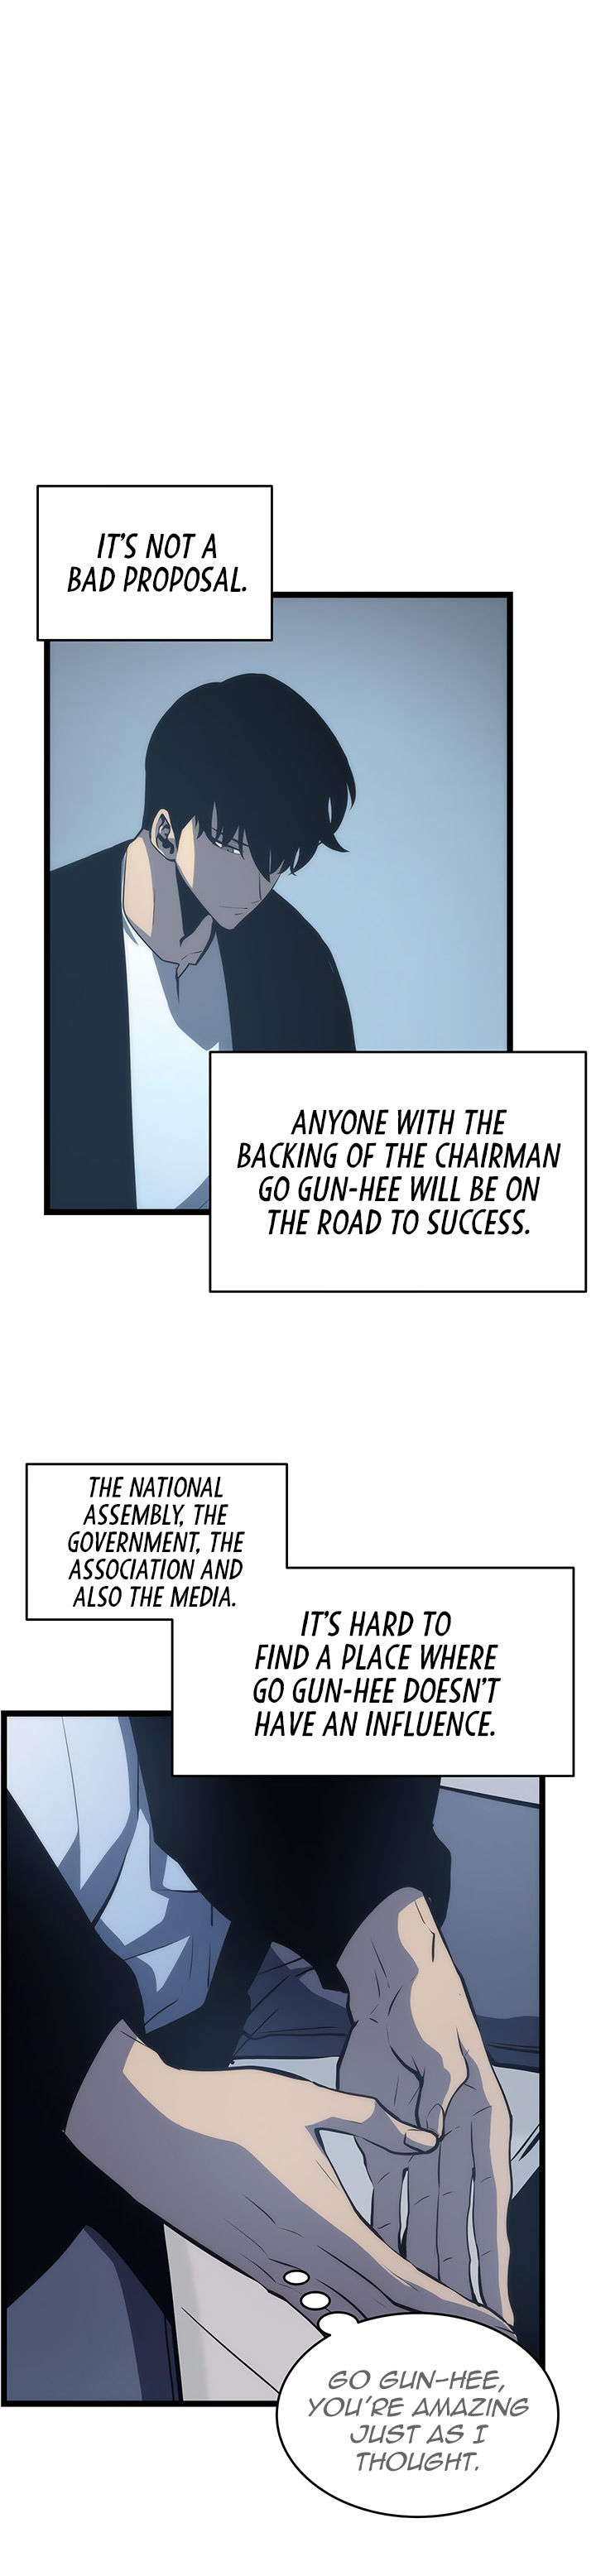 IT'S NOT A
BAD PROPOSAL.
ANYONE WITH THE
BACKING OF THE CHAIRMAN
GO GUN-HEE WILL BE ON
THE ROAD TO SUCCESS.
THE NATIONAL
ASSEMBLY, THE
GOVERNMENT, THE
ASSOCIATION AND
ALSO THE MEDIA.
IT'S HARD TO
FIND A PLACE WHERE
GO GUN-HEE DOESN'T
HAVE AN INFLUENCE.
GO GUN-HEE,
YOU'RE AMAZING
JUST AS I
THOUGHT.